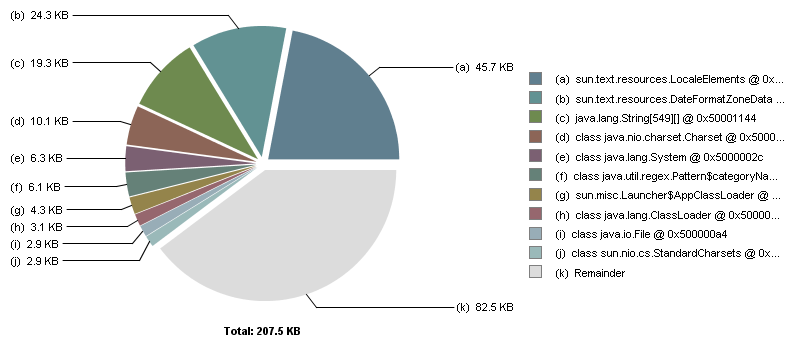 (b) 24.3 KB
(c) 19.3 KB
(d) 10.1 KB
(e) 6.3 KB
(f) 6.1 KB
(g) 4.3 KB
(h) 3.1 KB
(i) 2.9 KB
(j) 2.9 KB
(a) 45.7 KB
(k) 82.5 KB
Total: 207.5 KB
(a) sun.text.resources.LocaleElements @ 0x...
(b) sun.text.resources.DateFormatZoneData ...
(c) java.lang.String[549][] @ 0x50001144
(d) class java.nio.charset.Charset @ 0x5000...
(e) class java.lang.System @ 0x5000002c
(f) class java.util.regex.Pattern$categoryNa...
(g) sun.misc.Launcher$AppClassLoader @ ...
(h) class java.lang.ClassLoader @ 0x50000...
(i) class java.io.File @ 0x500000a4
(j) class sun.nio.cs.StandardCharsets @ 0x...
(k) Remainder